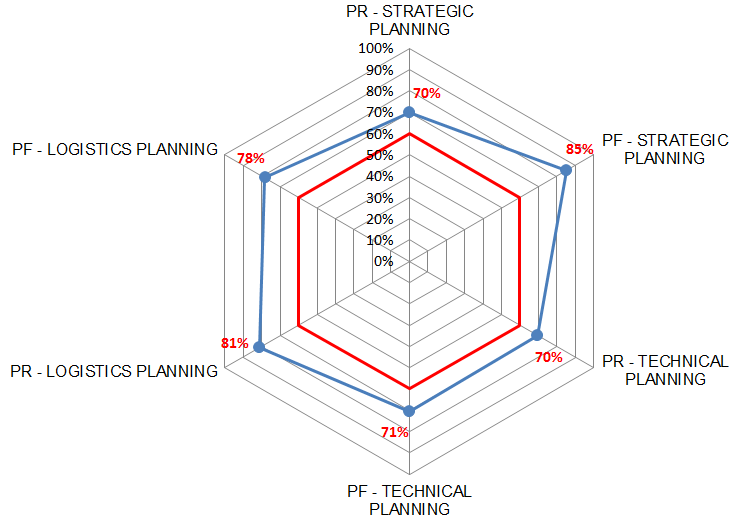 PR - STRATEGIC
PLANNING
100%
90%
80%
70%
70%
60%
50%
40%
30%
20%
10%
0%
PF - STRATEGIC
PLANNING
85%
PR - TECHNICAL
PLANNING
70%
PF - TECHNICAL
PLANNING
71%
PR - LOGISTICS PLANNING
81%
PF - LOGISTICS PLANNING
78%